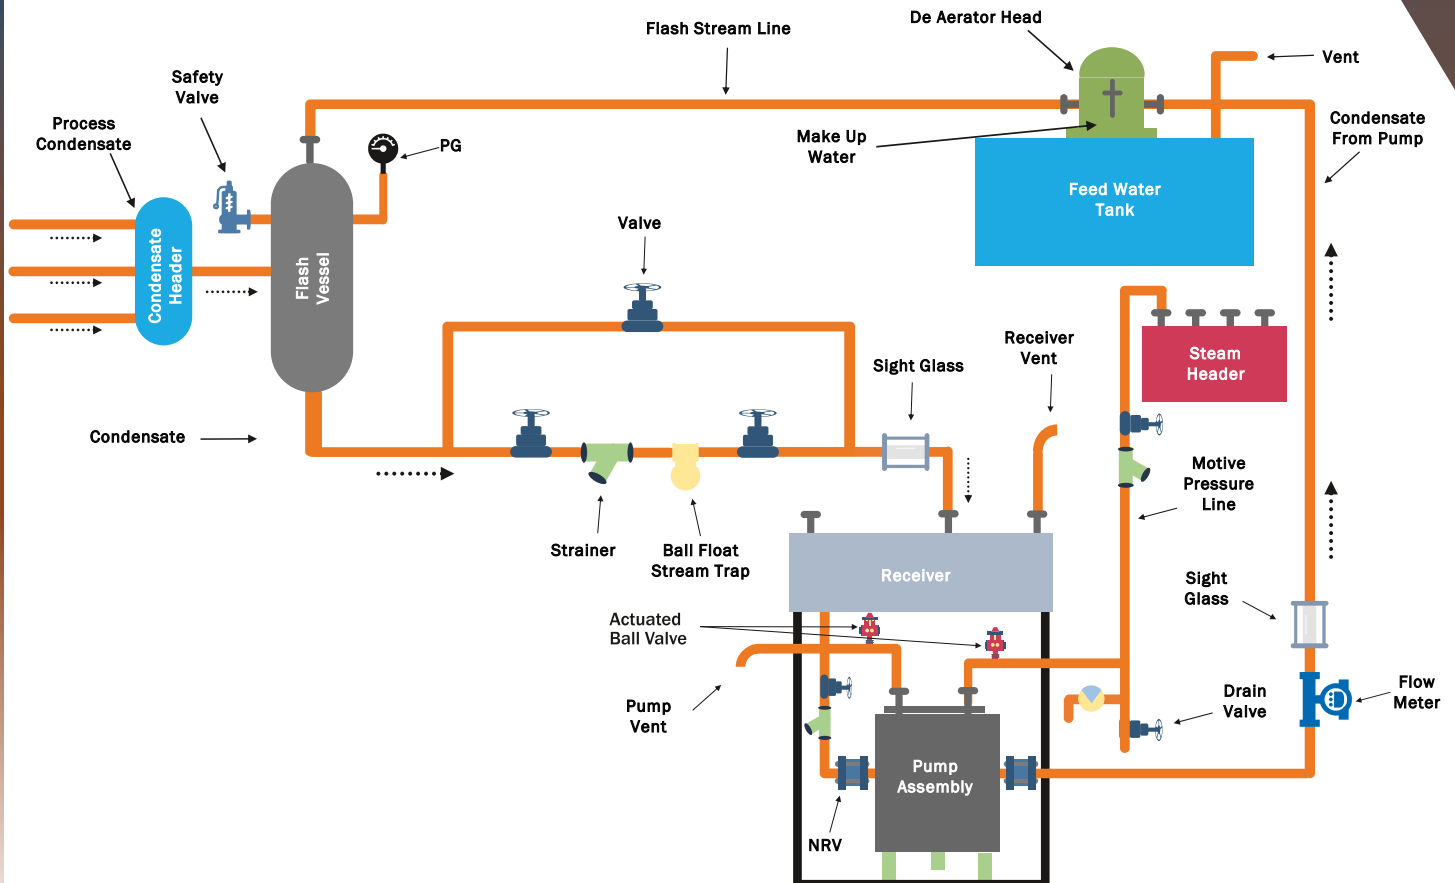 Flash Stream Line
De Aerator Head
Vent
Safety
Valve
Process
Condensate
PG
Make Up
Water
Condensate
From Pump
Feed Water
Tank
Valve
Condensate
Header
Flash
Vessel
Receiver
Vent
Sight Glass
Steam
Header
Condensate
Motive
Pressure
Line
Strainer
Ball Float
Stream Trap
Receiver
Sight
Glass
Actuated
Ball Valve
Pump
Vent
Drain
Valve
Flow
Meter
Pump
Assembly
NRV